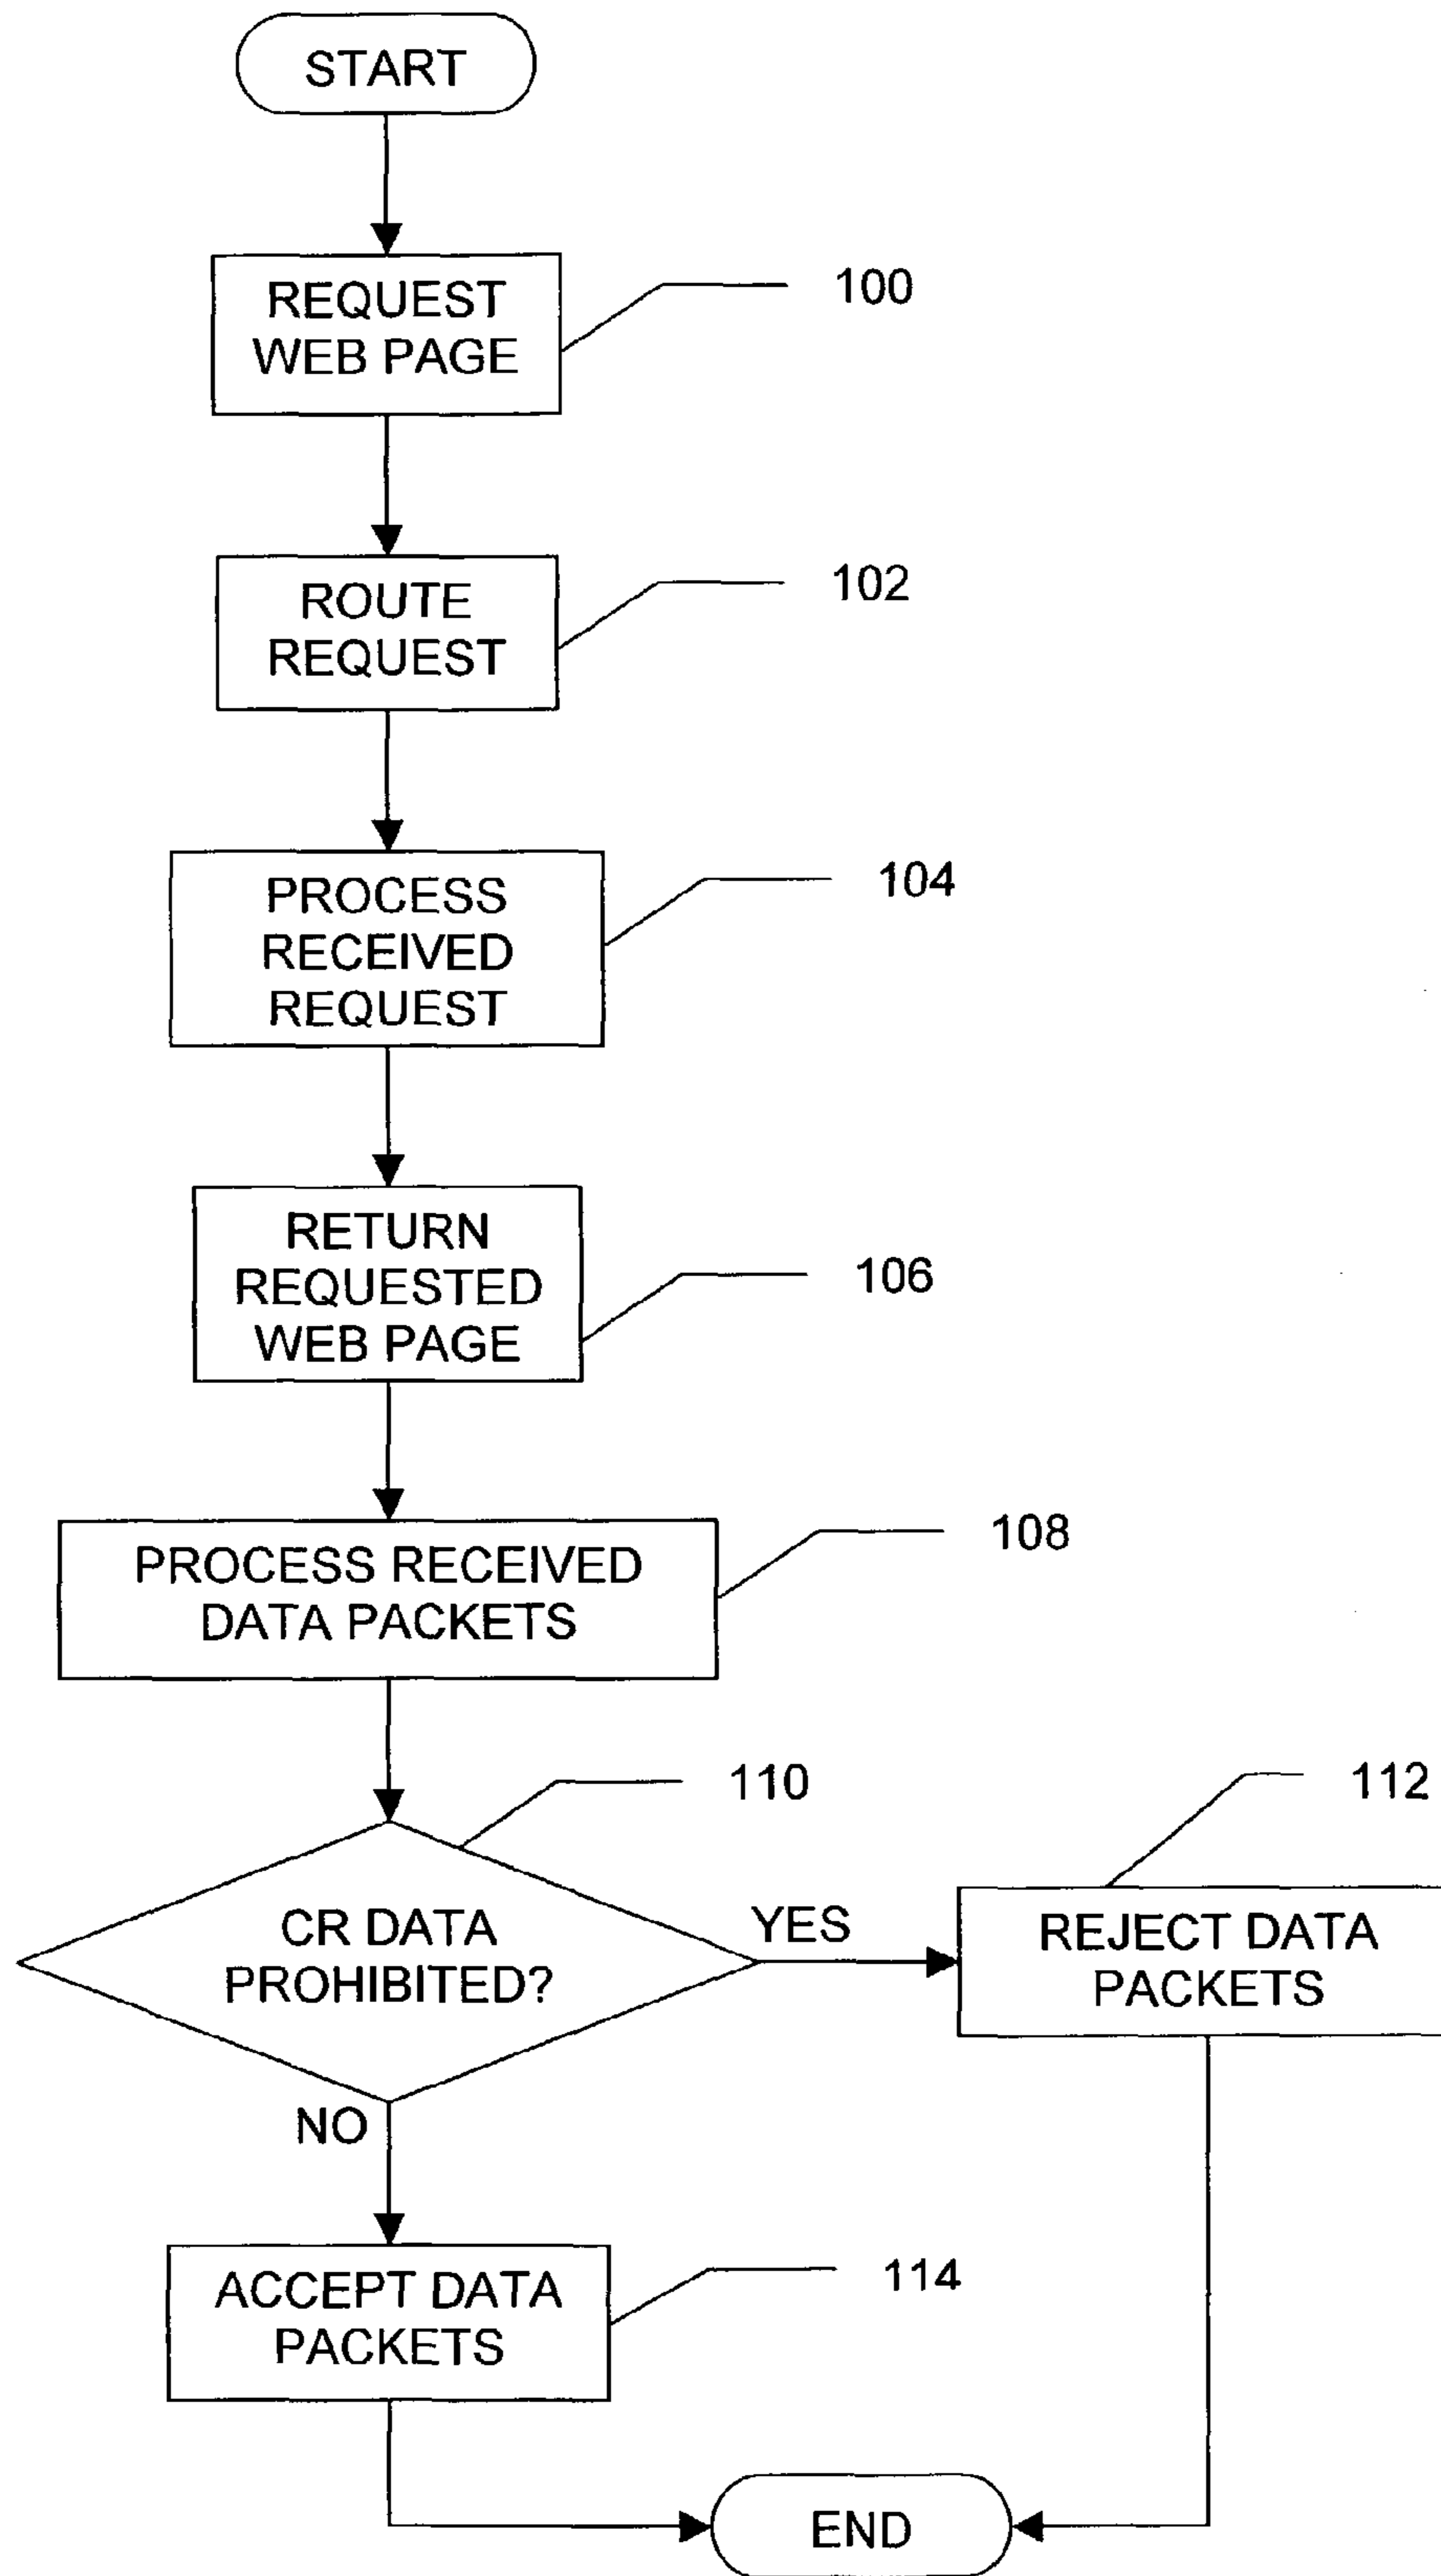 START
REQUEST
WEB PAGE
100
ROUTE
REQUEST
102
PROCESS
RECEIVED
REQUEST
104
RETURN
REQUESTED
WEB PAGE
106
PROCESS RECEIVED
DATA PACKETS
108
CR DATA
PROHIBITED?
110
YES
REJECT DATA
PACKETS
112
NO
ACCEPT DATA
PACKETS
114
END